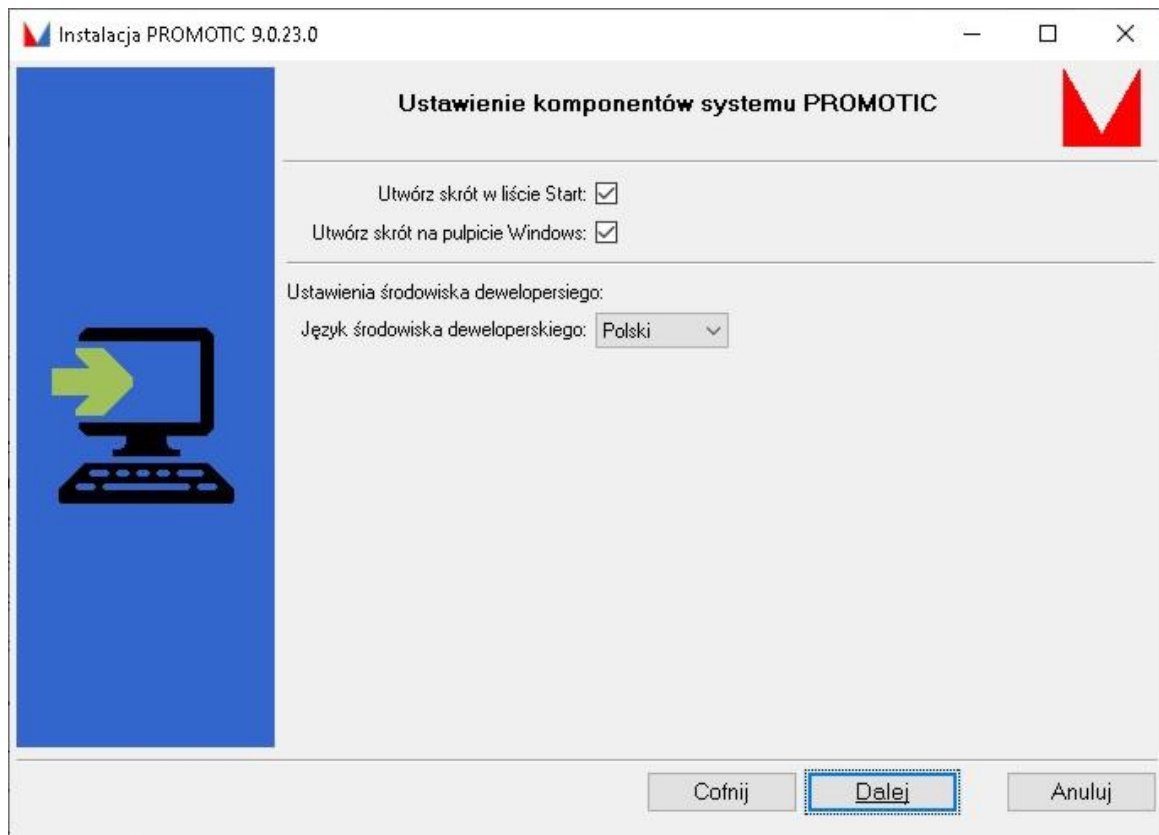 Instalacja PROMOTIC 9.0.23.0
Ustawienie komponentów systemu PROMOTIC
Utwórz skrót w liście Start:
Utwórz skrót na pulpicie Windows:
Ustawienia środowiska dewelopersiego:
Język środowiska deweloperskiego: Polski
Cofnij Dalej Anuluj